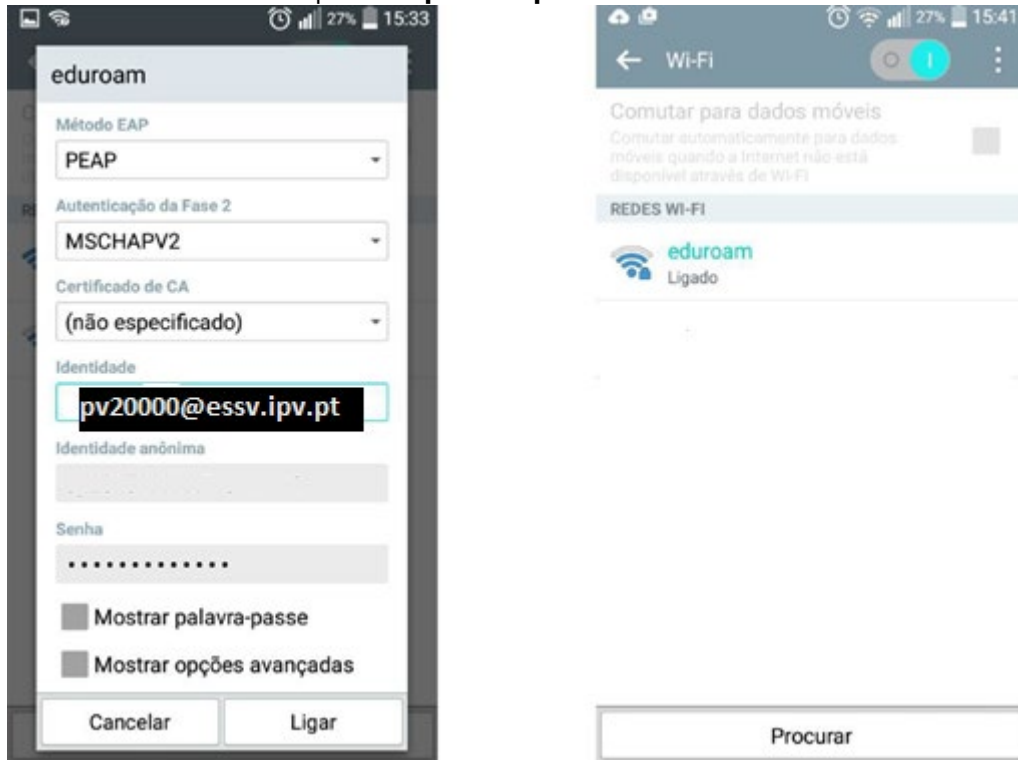 27% 15:33
eduroam
Método EAP
PEAP
Autenticação da Fase 2
MSCHAPV2
Certificado de CA
(não especificado)
Identidade
pv20000@essv.ipv.pt
Identidade anônima
Senha
•••••••••••••
Mostrar palavra-passe
Mostrar opções avançadas
Cancelar Ligar
27% 15:41
Wi-Fi
Comutar para dados móveis
Comutar automaticamente para dados
móveis quando a Internet não está
disponível através de Wi-Fi
REDES WI-FI
eduroam
Ligado
Procurar